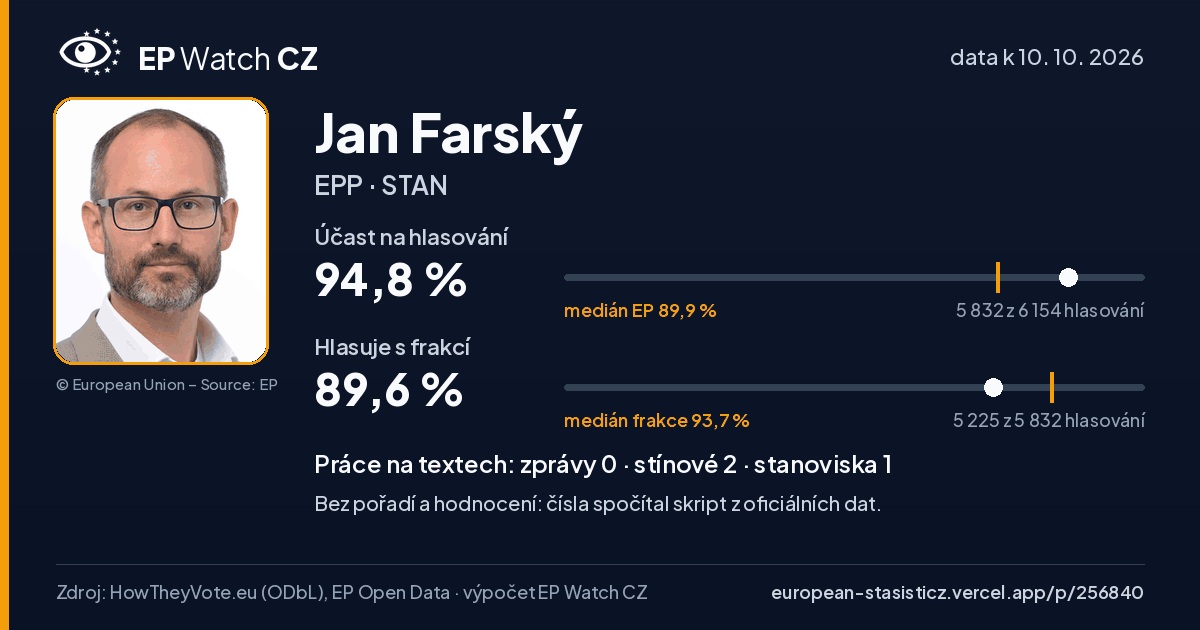 EP Watch CZ
data k 10. 10. 2026
Jan Farský
EPP · STAN
Účast na hlasování
94,8 %
medián EP 89,9 %
5 832 z 6 154 hlasování
Hlasuje s frakcí
89,6 %
medián frakce 93,7 %
5 225 z 5 832 hlasování
© European Union – Source: EP
Práce na textech: zprávy 0 · stínové 2 · stanoviska 1
Bez pořadí a hodnocení: čísla spočítal skript z oficiálních dat.
Zdroj: HowTheyVote.eu (ODbL), EP Open Data · výpočet EP Watch CZ
european-stasisticz.vercel.app/p/256840